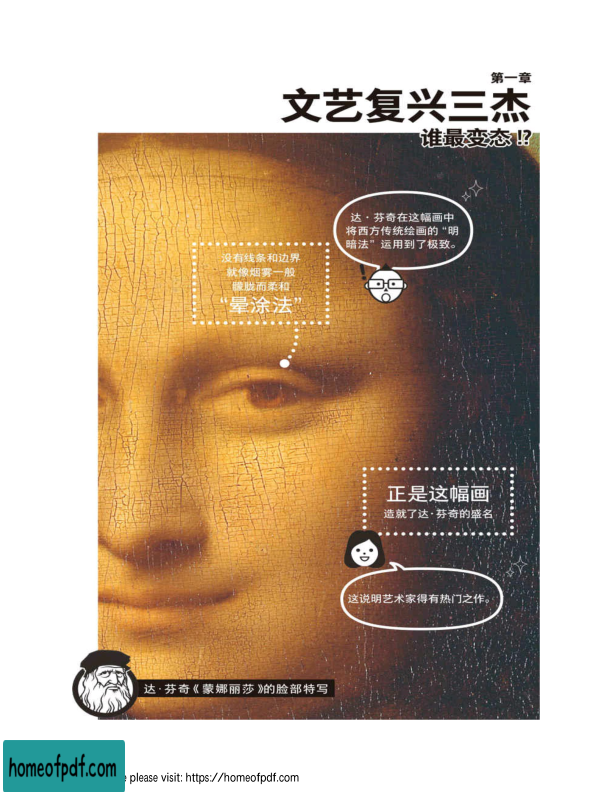 第一章
文艺复兴三杰
谁最变态!?
达·芬奇在这幅画中
将西方传统绘画的“明
暗法”运用到了极致。
没有线条和边界
就像烟雾一般
朦胧而柔和
“晕涂法”
正是这幅画
造就了达·芬奇的盛名
这说明艺术家得有热门之作。
达·芬奇《蒙娜丽莎》的脸部特写
homeofpdf.com
please visit: https://homeofpdf.com